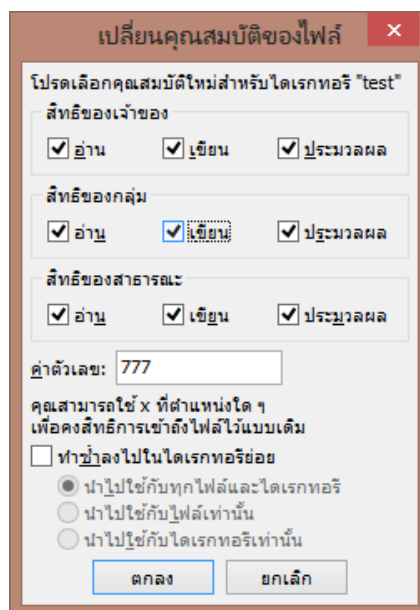 เปลี่ยนคุณสมบัติของไฟล์
โปรดเลือกคุณสมบัติใหม่สำหรับไดเรกทอรี "test"
สิทธิของเจ้าของ
อ่าน เขียน ประมวลผล
สิทธิของกลุ่ม
อ่าน เขียน ประมวลผล
สิทธิของสาธารณะ
อ่าน เขียน ประมวลผล
ค่าตัวเลข: 777
คุณสามารถใช้ x ที่ตำแหน่งใด ๆ
เพื่อคงสิทธิการเข้าถึงไฟล์ไว้แบบเดิม
ทำซ้ำลงไปในไดเรกทอรีย่อย
นำไปใช้กับทุกไฟล์และไดเรกทอรี
นำไปใช้กับไฟล์เท่านั้น
นำไปใช้กับไดเรกทอรีเท่านั้น
ตกลง ยกเลิก